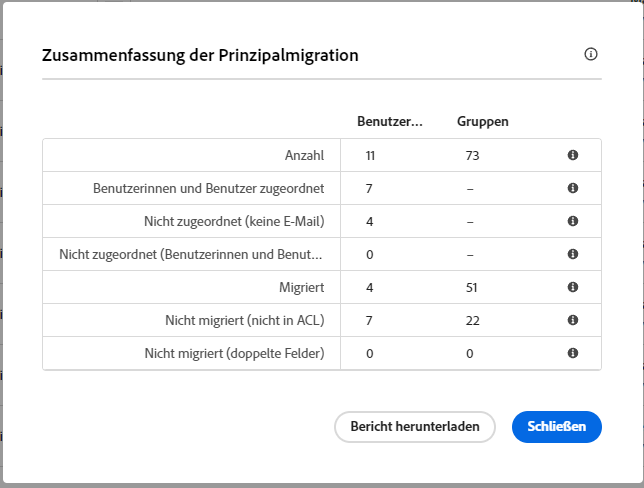 Zusammenfassung der Prinzipalmigration
Benutzer... Gruppen
Anzahl 11 73
Benutzerinnen und Benutzer zugeordnet 7 –
Nicht zugeordnet (keine E-Mail) 4 –
Nicht zugeordnet (Benutzerinnen und Benut... 0 –
Migriert 4 51
Nicht migriert (nicht in ACL) 7 22
Nicht migriert (doppelte Felder) 0 0
Bericht herunterladen Schließen